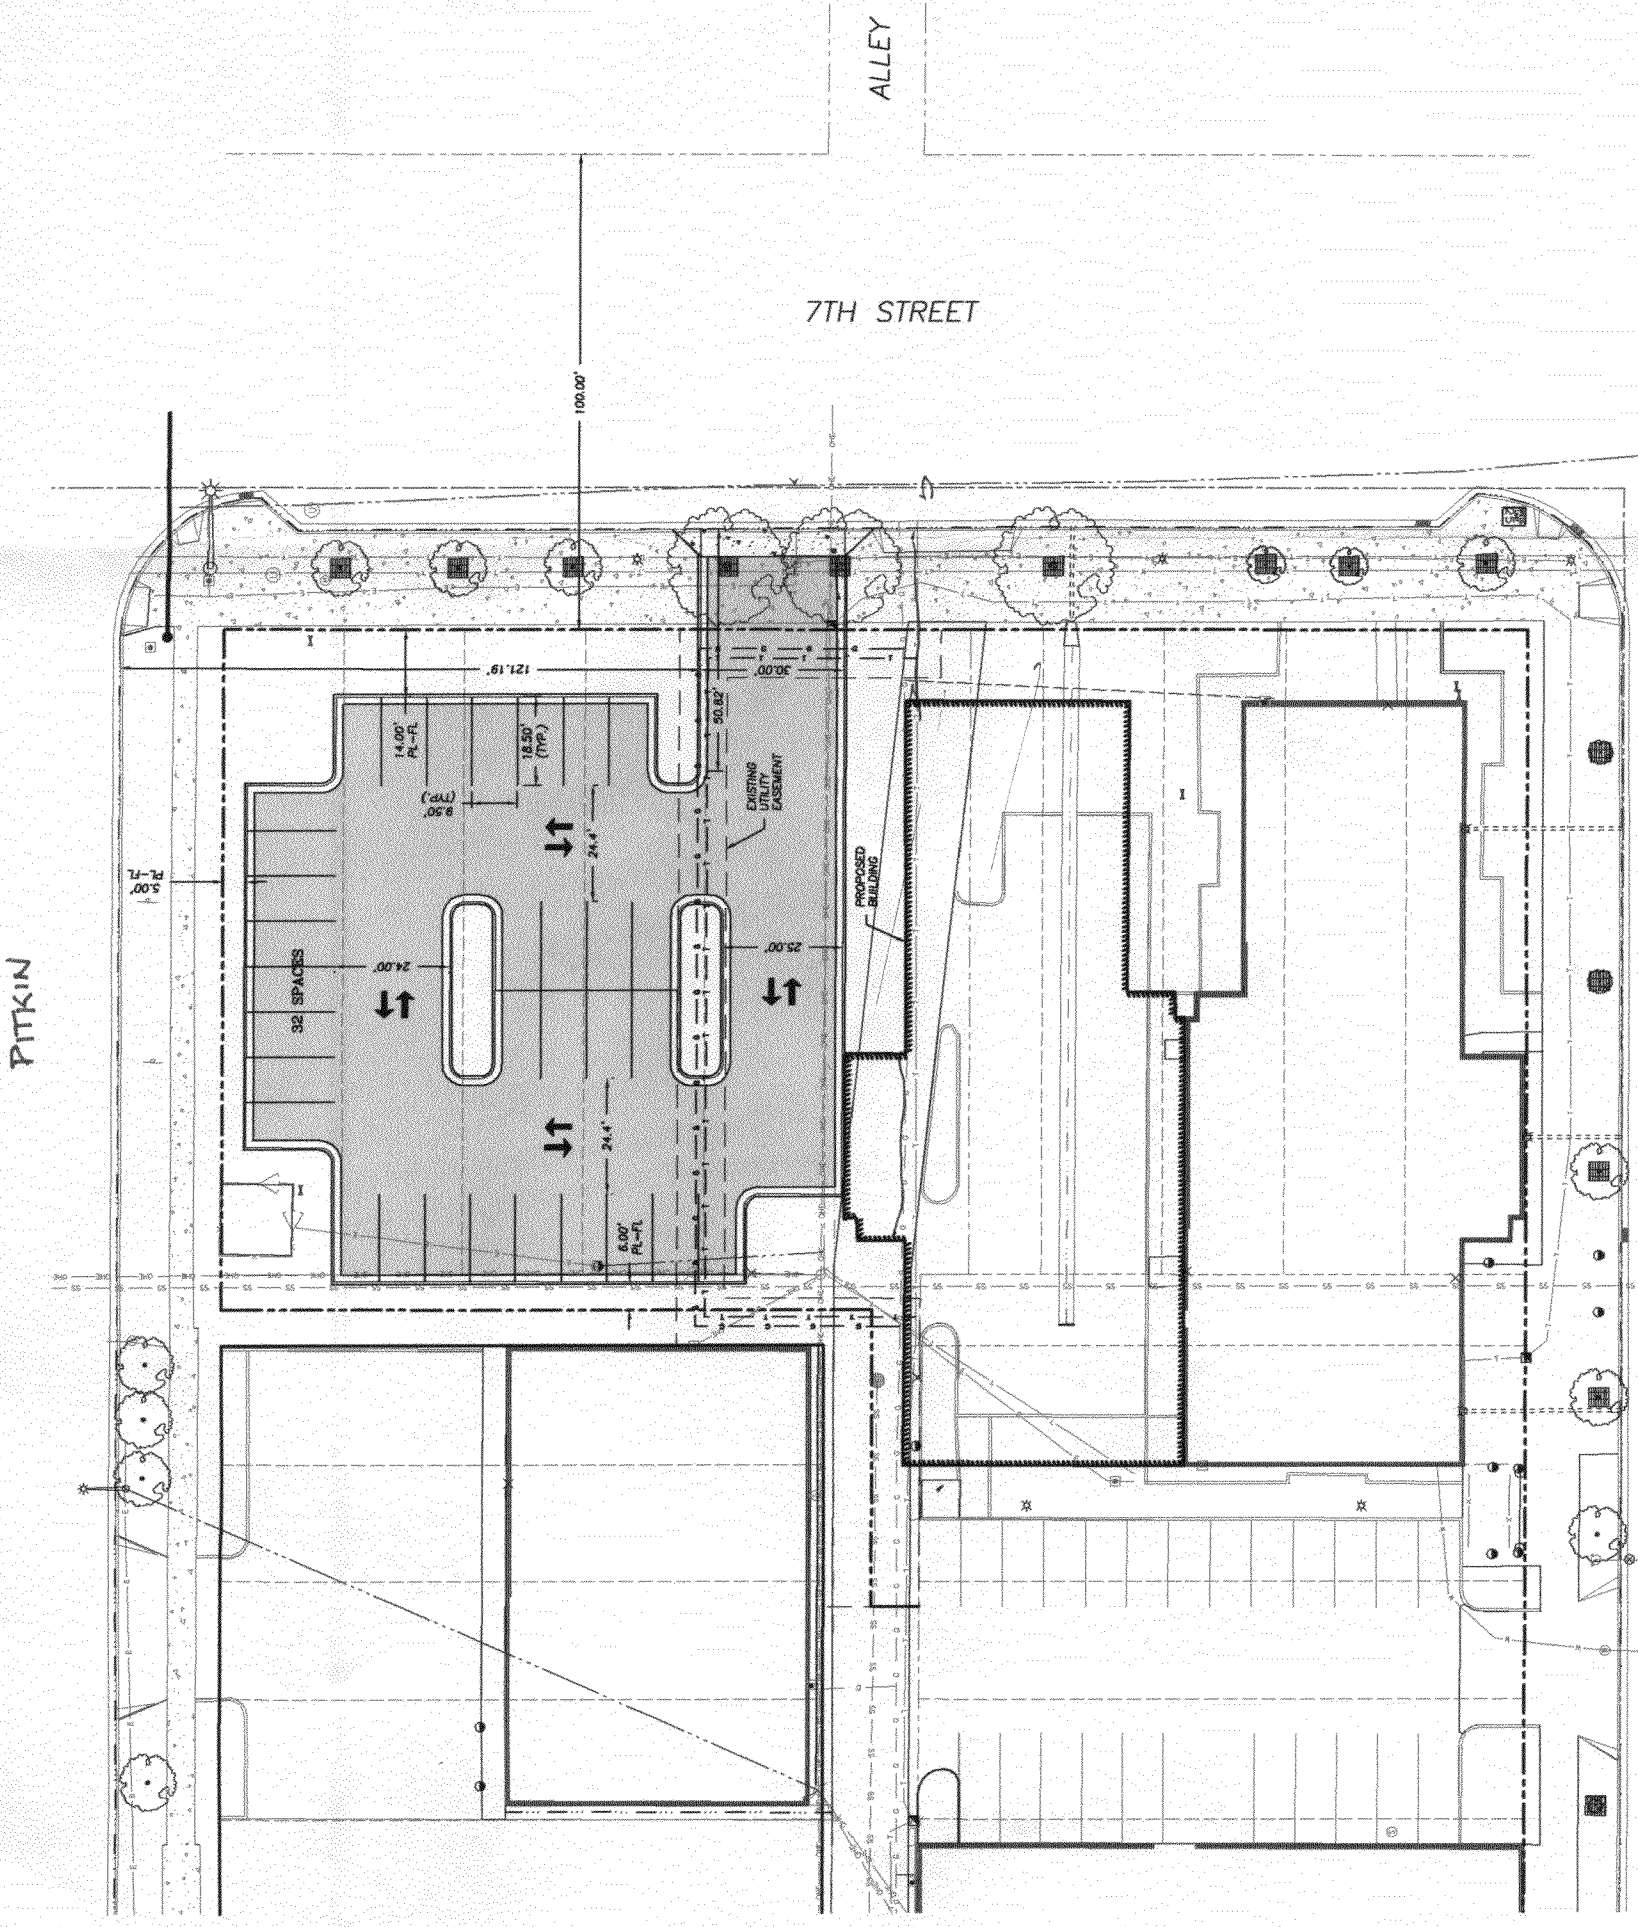 ALLEY
7TH STREET
100.00'
121.19'
30.00'
50.82'
14.00'
PL-FL
18.50'
(TYP.)
9.50'
(TYP.)
24.4'
EXISTING
UTILITY
EASEMENT
PROPOSED
BUILDING
5.00'
PL-FL
32 SPACES
24.00'
25.00'
PITKIN
24.4'
6.00'
PL-FL